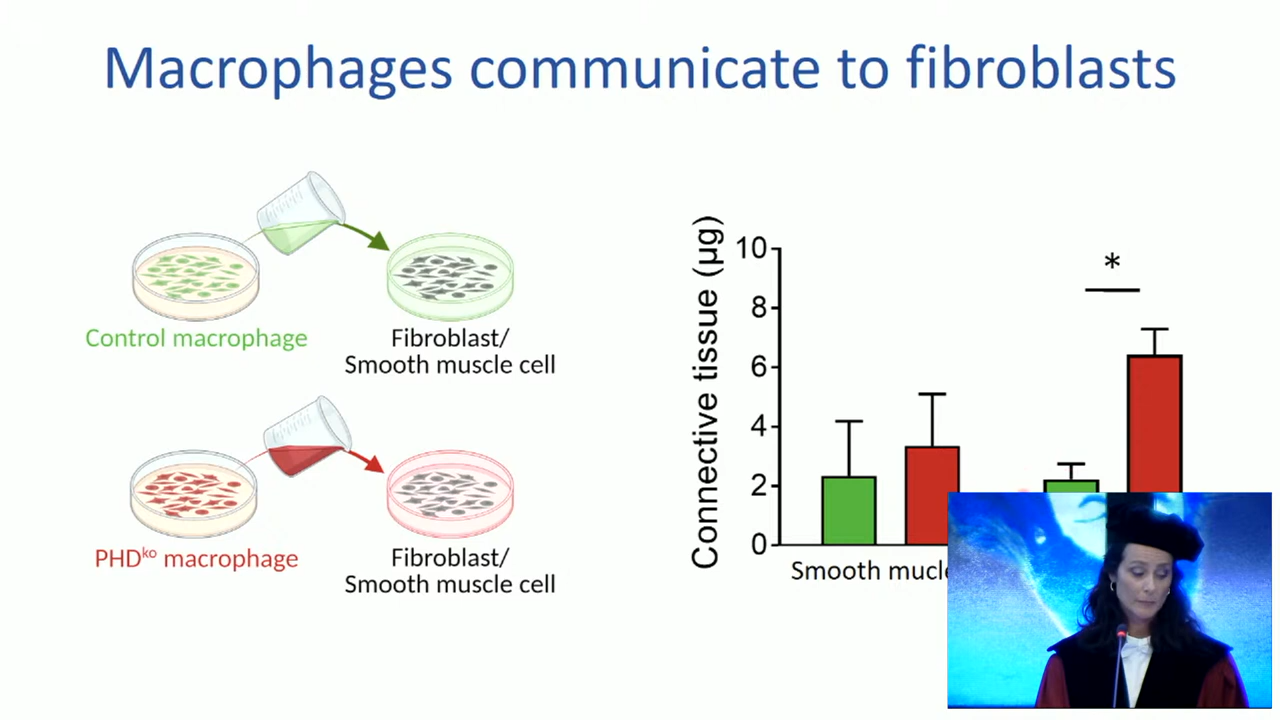 Macrophages communicate to fibroblasts
Control macrophage
Fibroblast/
Smooth muscle cell
PHDko macrophage
Fibroblast/
Smooth muscle cell
Connective tissue (µg)
10
8
6
4
2
0
*
Smooth mucle